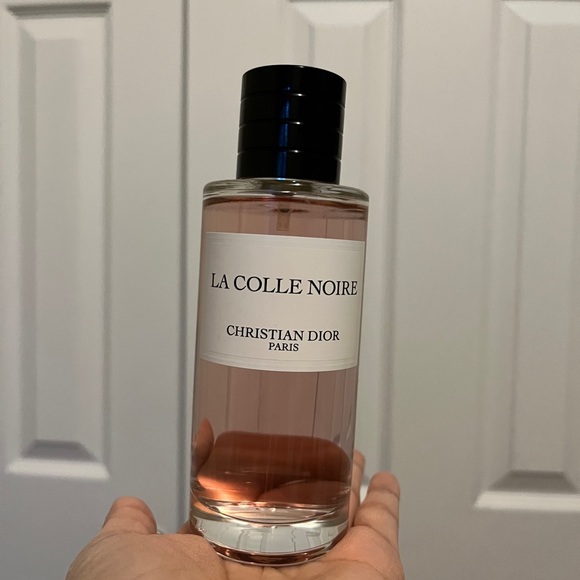 LA COLLE NOIRE
CHRISTIAN DIOR
PARIS